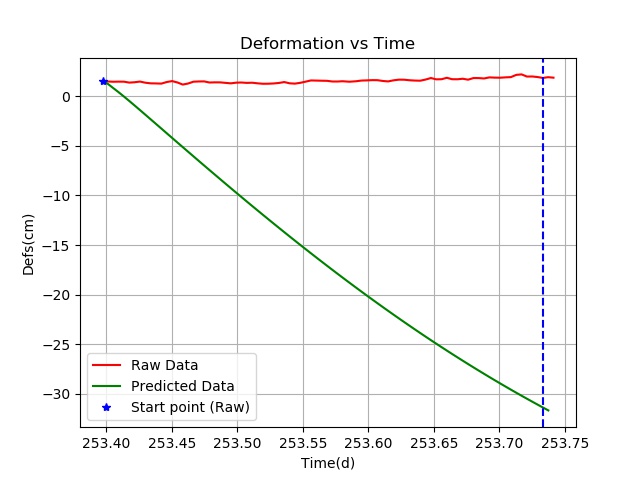 Deformation vs Time
Defs(cm)
0
−5
−10
−15
−20
−25
−30
Raw Data
Predicted Data
Start point (Raw)
253.40 253.45 253.50 253.55 253.60 253.65 253.70 253.75
Time(d)